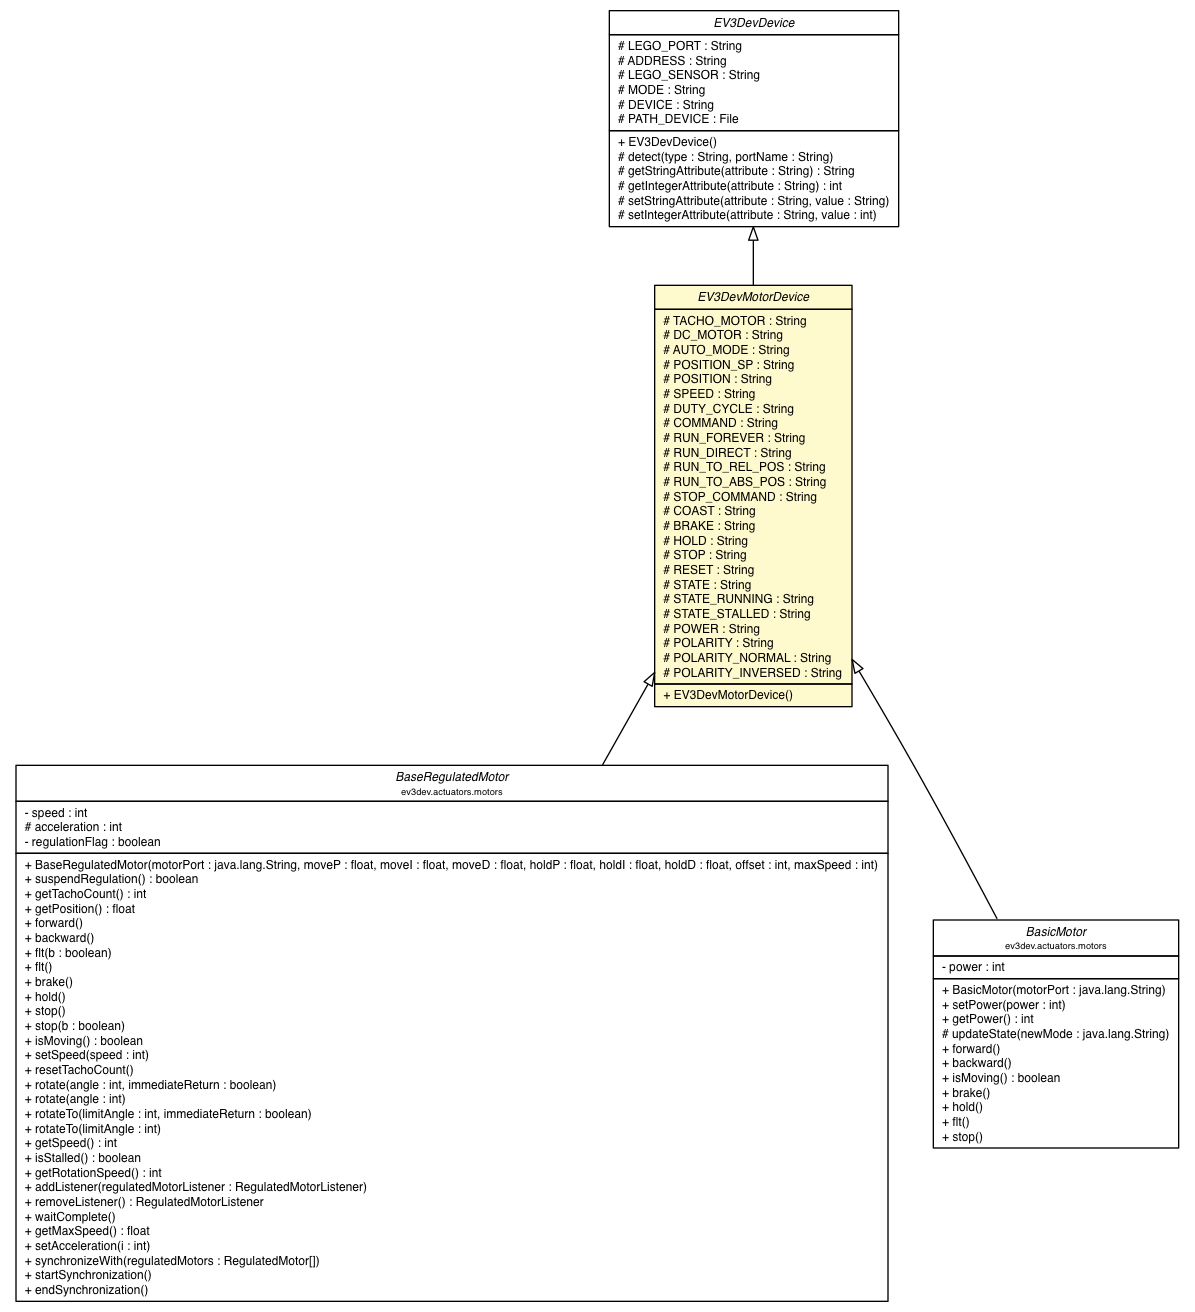 EV3DevDevice
# LEGO_PORT : String
# ADDRESS : String
# LEGO_SENSOR : String
# MODE : String
# DEVICE : String
# PATH_DEVICE : File
+ EV3DevDevice()
# detect(type : String, portName : String)
# getStringAttribute(attribute : String) : String
# getIntegerAttribute(attribute : String) : int
# setStringAttribute(attribute : String, value : String)
# setIntegerAttribute(attribute : String, value : int)
EV3DevMotorDevice
# TACHO_MOTOR : String
# DC_MOTOR : String
# AUTO_MODE : String
# POSITION_SP : String
# POSITION : String
# SPEED : String
# DUTY_CYCLE : String
# COMMAND : String
# RUN_FOREVER : String
# RUN_DIRECT : String
# RUN_TO_REL_POS : String
# RUN_TO_ABS_POS : String
# STOP_COMMAND : String
# COAST : String
# BRAKE : String
# HOLD : String
# STOP : String
# RESET : String
# STATE : String
# STATE_RUNNING : String
# STATE_STALLED : String
# POWER : String
# POLARITY : String
# POLARITY_NORMAL : String
# POLARITY_INVERSED : String
+ EV3DevMotorDevice()
BaseRegulatedMotor
ev3dev.actuators.motors
- speed : int
# acceleration : int
- regulationFlag : boolean
+ BaseRegulatedMotor(motorPort : java.lang.String, moveP : float, moveI : float, moveD : float, holdP : float, holdI : float, holdD : float, offset : int, maxSpeed : int)
+ suspendRegulation() : boolean
+ getTachoCount() : int
+ getPosition() : float
+ forward()
+ backward()
+ flt(b : boolean)
+ flt()
+ brake()
+ hold()
+ stop()
+ stop(b : boolean)
+ isMoving() : boolean
+ setSpeed(speed : int)
+ resetTachoCount()
+ rotate(angle : int, immediateReturn : boolean)
+ rotate(angle : int)
+ rotateTo(limitAngle : int, immediateReturn : boolean)
+ rotateTo(limitAngle : int)
+ getSpeed() : int
+ isStalled() : boolean
+ getRotationSpeed() : int
+ addListener(regulatedMotorListener : RegulatedMotorListener)
+ removeListener() : RegulatedMotorListener
+ waitComplete()
+ getMaxSpeed() : float
+ setAcceleration(i : int)
+ synchronizeWith(regulatedMotors : RegulatedMotor[])
+ startSynchronization()
+ endSynchronization()
BasicMotor
ev3dev.actuators.motors
- power : int
+ BasicMotor(motorPort : java.lang.String)
+ setPower(power : int)
+ getPower() : int
# updateState(newMode : java.lang.String)
+ forward()
+ backward()
+ isMoving() : boolean
+ brake()
+ hold()
+ flt()
+ stop()